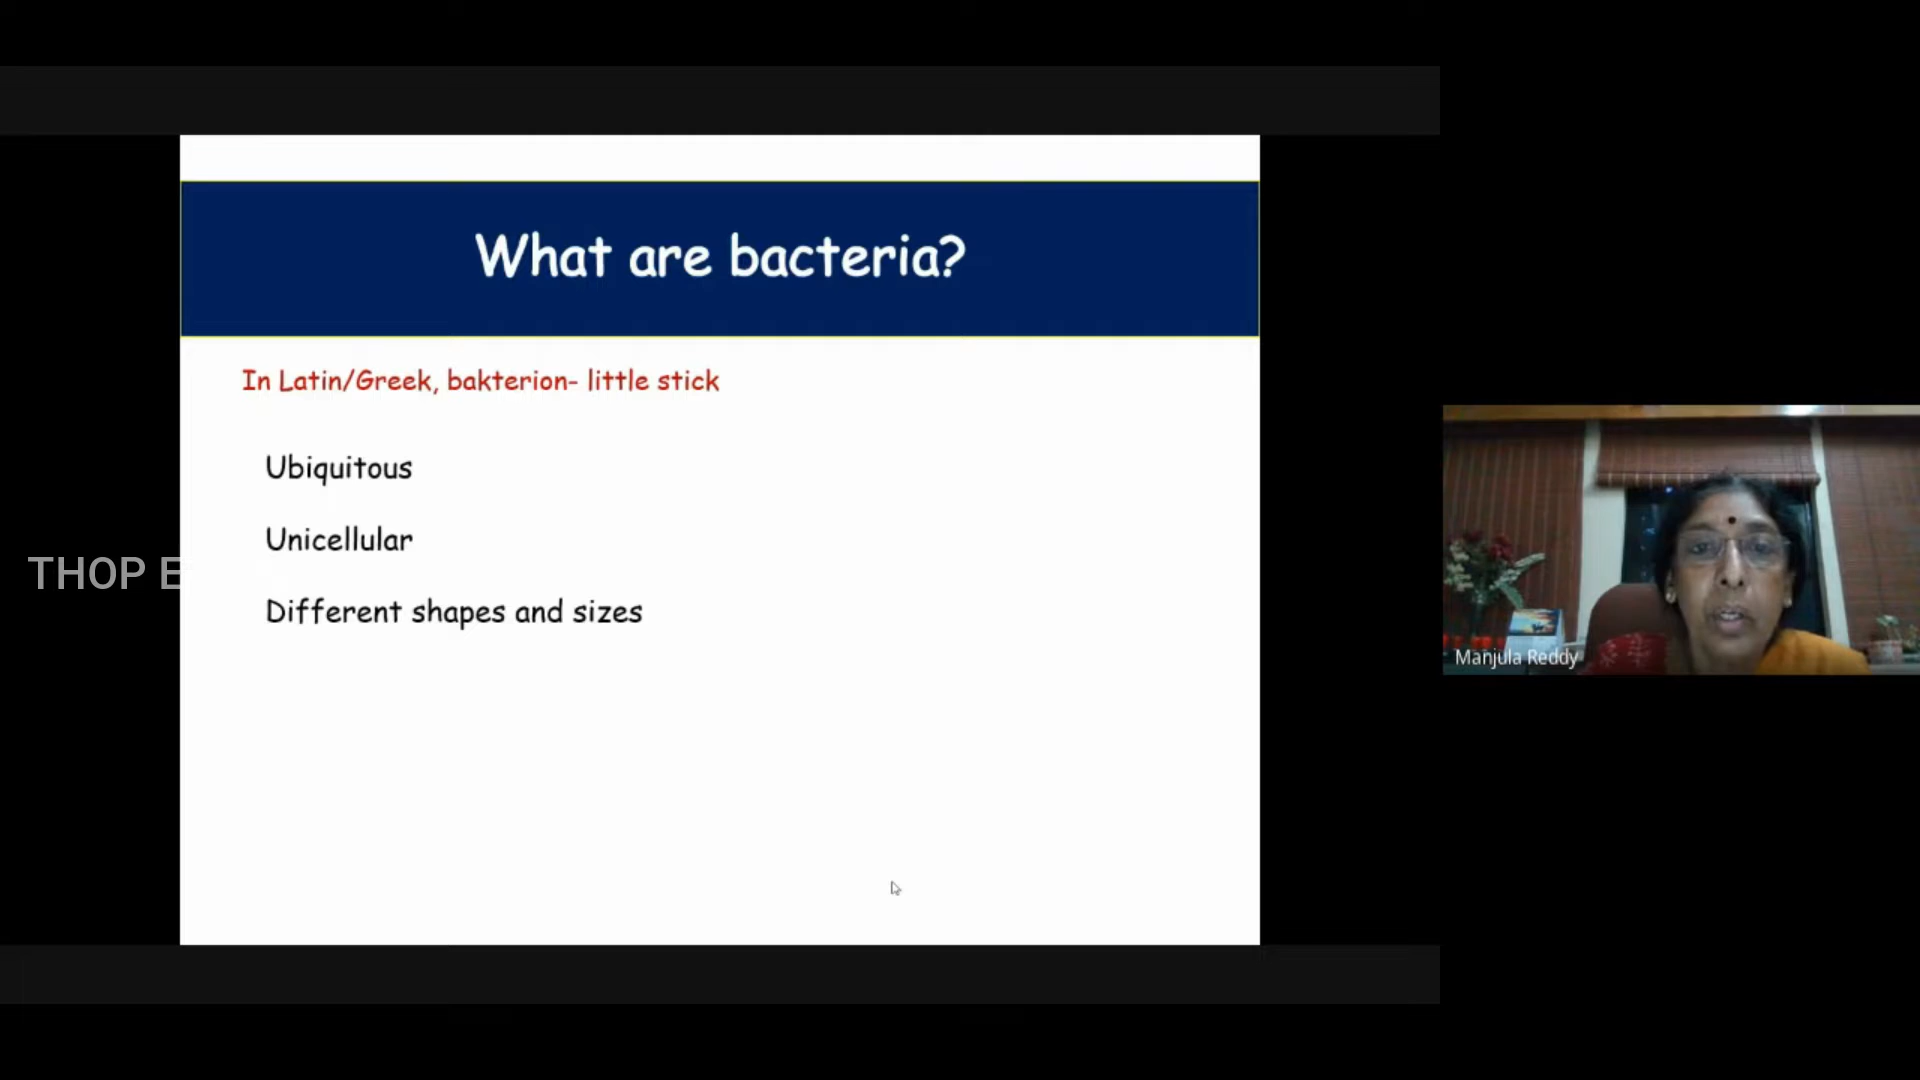 What are bacteria?
In Latin/Greek, bakterion- little stick
Ubiquitous
Unicellular
THOP E
Different shapes and sizes
Manjula Reddy